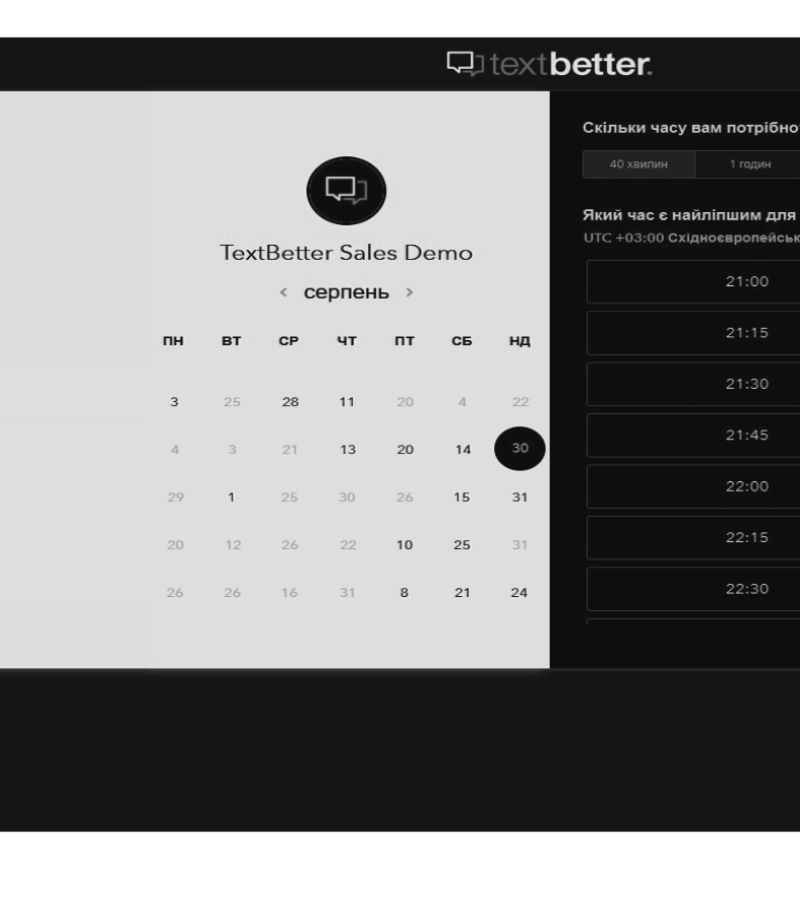 textbetter.
TextBetter Sales Demo
< серпень >
ПН ВТ СР ЧТ ПТ СБ НД
3 25 28 11 20 4 22
4 3 21 13 20 14 30
29 1 25 30 26 15 31
20 12 26 22 10 25 31
26 26 16 31 8 21 24
Скільки часу вам потрібно
40 хвилин 1 годин
Який час є найліпшим для
UTC +03:00 Східноєвропейськ
21:00
21:15
21:30
21:45
22:00
22:15
22:30